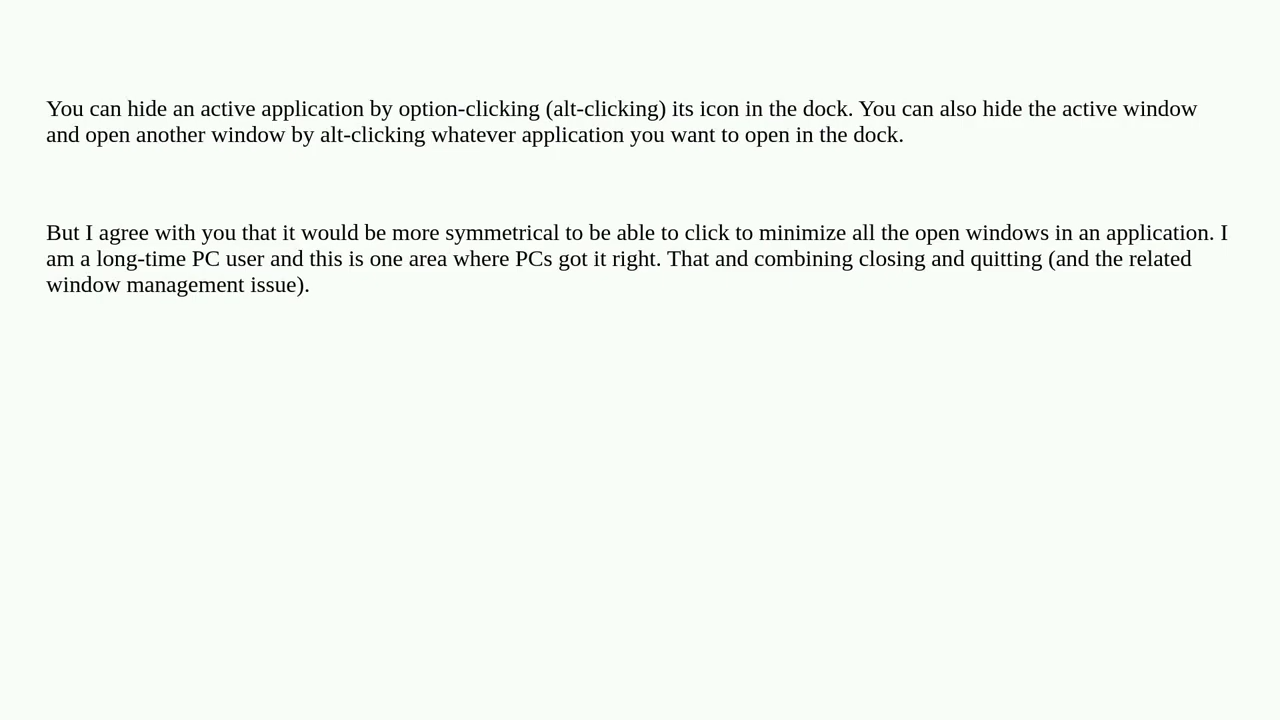 You can hide an active application by option-clicking (alt-clicking) its icon in the dock. You can also hide the active window
and open another window by alt-clicking whatever application you want to open in the dock.
But I agree with you that it would be more symmetrical to be able to click to minimize all the open windows in an application. I
am a long-time PC user and this is one area where PCs got it right. That and combining closing and quitting (and the related
window management issue).